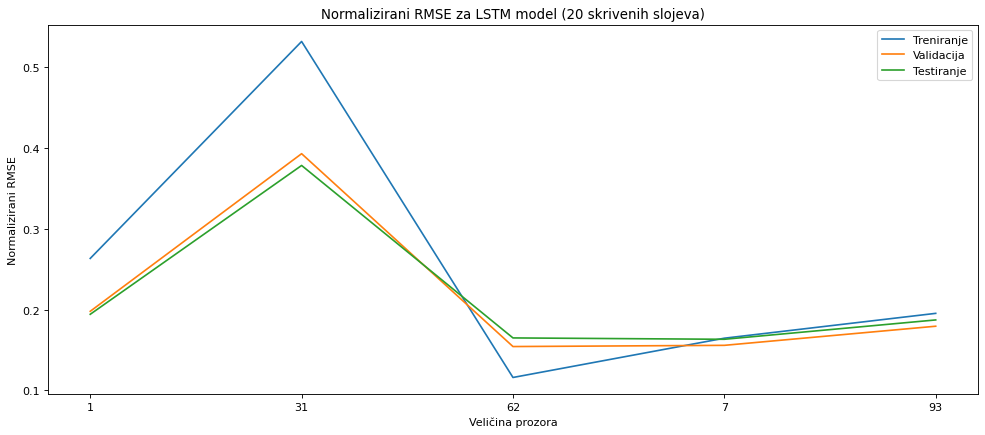 Normalizirani RMSE za LSTM model (20 skrivenih slojeva)
Treniranje
Validacija
Testiranje
Normalizirani RMSE
0.5
0.4
0.3
0.2
0.1
1 31 62 7 93
Veličina prozora